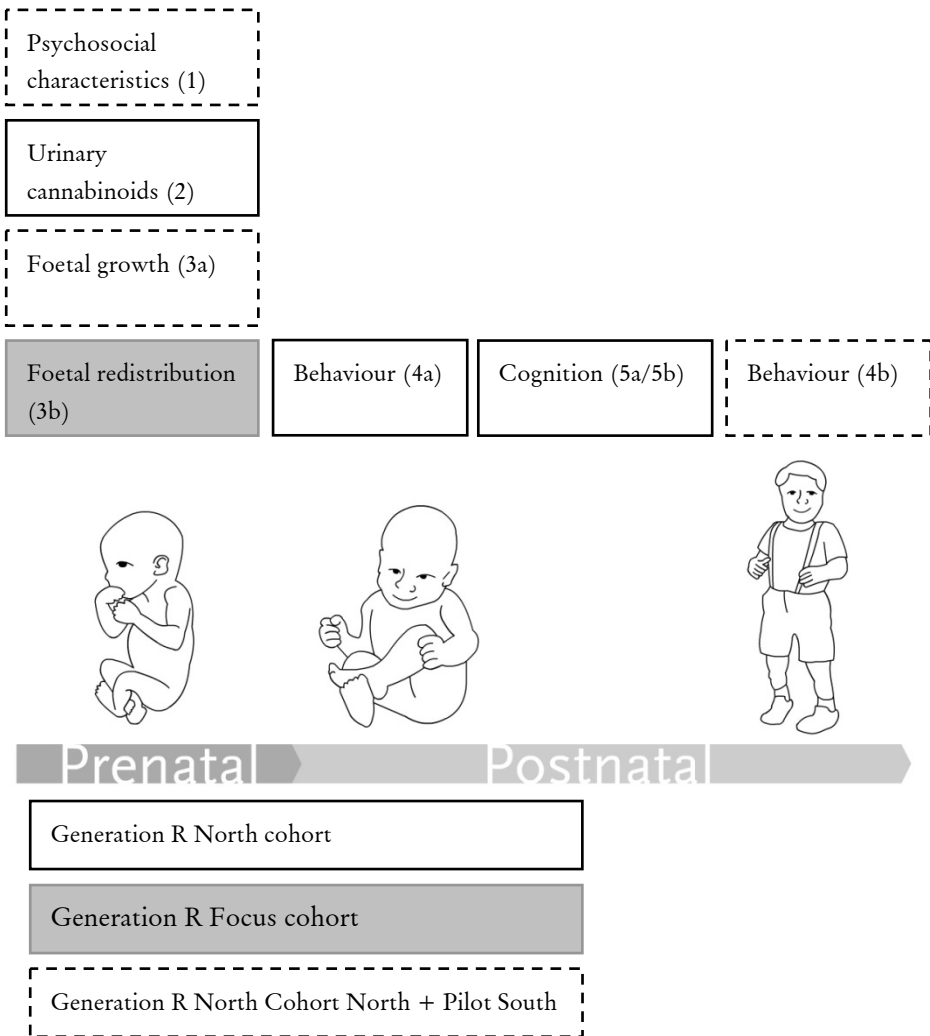 Psychosocial
characteristics (1)
Urinary
cannabinoids (2)
Foetal growth (3a)
Foetal redistribution
(3b)
Behaviour (4a)
Cognition (5a/5b)
Behaviour (4b)
Prenatal
Postnatal
Generation R North cohort
Generation R Focus cohort
Generation R North Cohort North + Pilot South